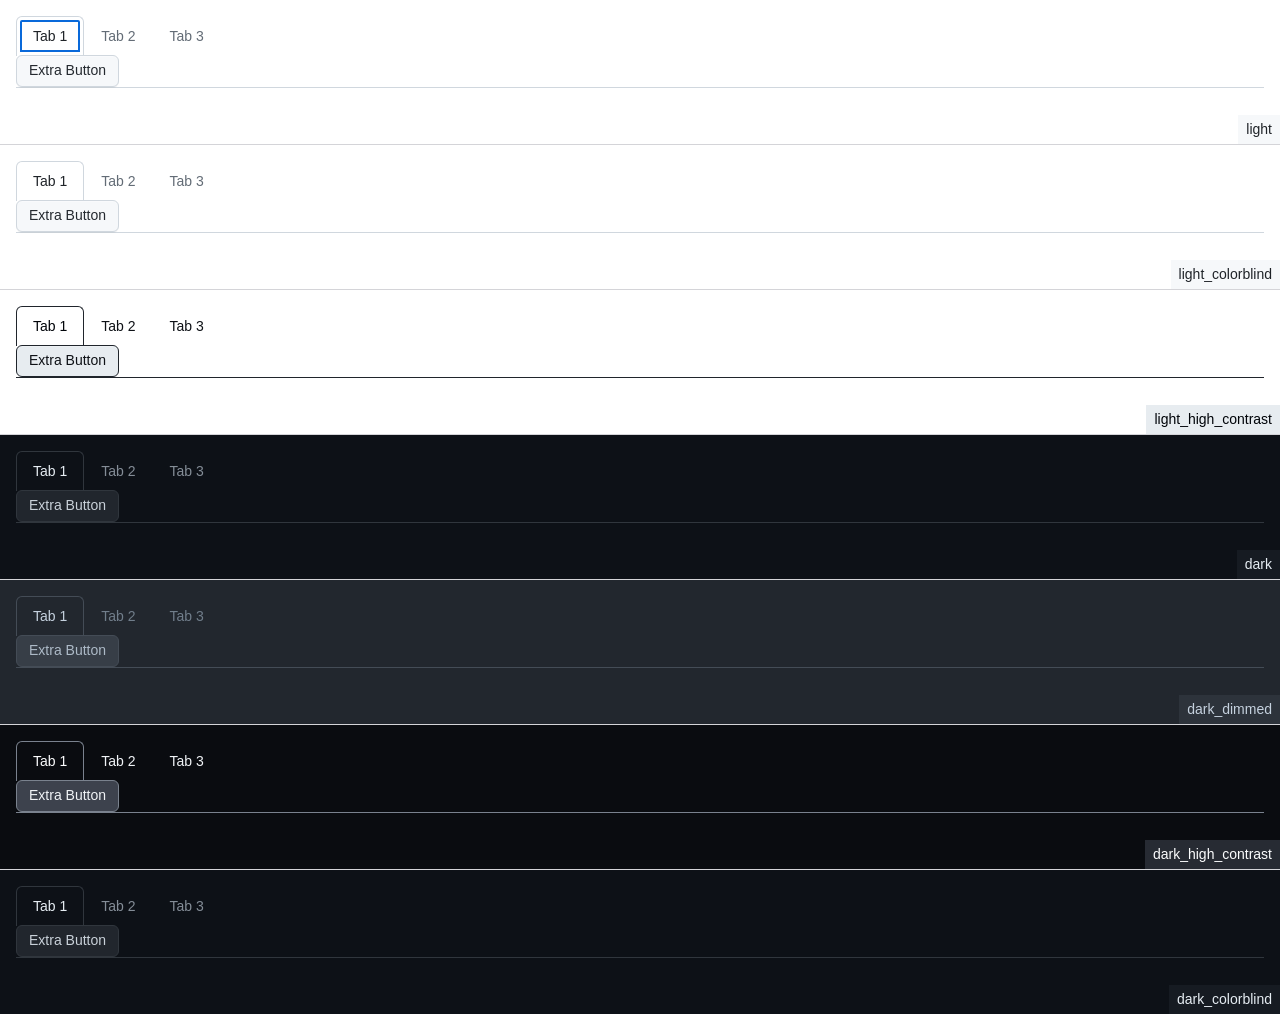 Tab 1 Tab 2 Tab 3
Extra Button
light
Tab 1 Tab 2 Tab 3
Extra Button
light_colorblind
Tab 1 Tab 2 Tab 3
Extra Button
light_high_contrast
Tab 1 Tab 2 Tab 3
Extra Button
dark
Tab 1 Tab 2 Tab 3
Extra Button
dark_dimmed
Tab 1 Tab 2 Tab 3
Extra Button
dark_high_contrast
Tab 1 Tab 2 Tab 3
Extra Button
dark_colorblind